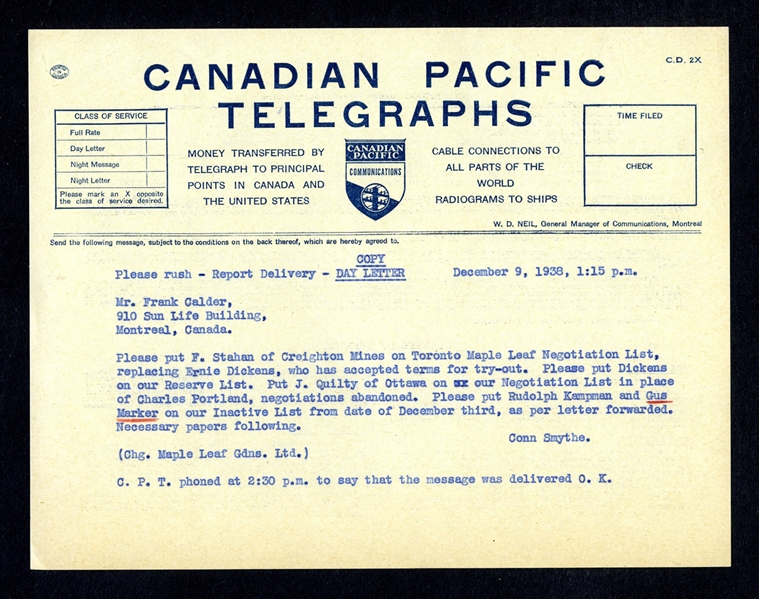 C.D. 2X
CANADIAN PACIFIC
TELEGRAPHS
CLASS OF SERVICE
Full Rate
Day Letter
Night Message
Night Letter
Please mark an X opposite
the class of service desired.
MONEY TRANSFERRED BY
TELEGRAPH TO PRINCIPAL
POINTS IN CANADA AND
THE UNITED STATES
CANADIAN
PACIFIC
COMMUNICATIONS
CABLE CONNECTIONS TO
ALL PARTS OF THE
WORLD
RADIOGRAMS TO SHIPS
TIME FILED
CHECK
W. D. NEIL, General Manager of Communications, Montreal
Send the following message, subject to the conditions on the back thereof, which are hereby agreed to.
COPY
Please rush - Report Delivery - DAY LETTER December 9, 1938, 1:15 p.m.
Mr. Frank Calder,
910 Sun Life Building,
Montreal, Canada.
Please put F. Stahan of Creighton Mines on Toronto Maple Leaf Negotiation List,
replacing Ernie Dickens, who has accepted terms for try-out. Please put Dickens
on our Reserve List. Put J. Quilty of Ottawa on xx our Negotiation List in place
of Charles Portland, negotiations abandoned. Please put Rudolph Kampman and Gus
Marker on our Inactive List from date of December third, as per letter forwarded.
Necessary papers following.
Conn Smythe.
(Chg. Maple Leaf Gdns. Ltd.)
C. P. T. phoned at 2:30 p.m. to say that the message was delivered O. K.